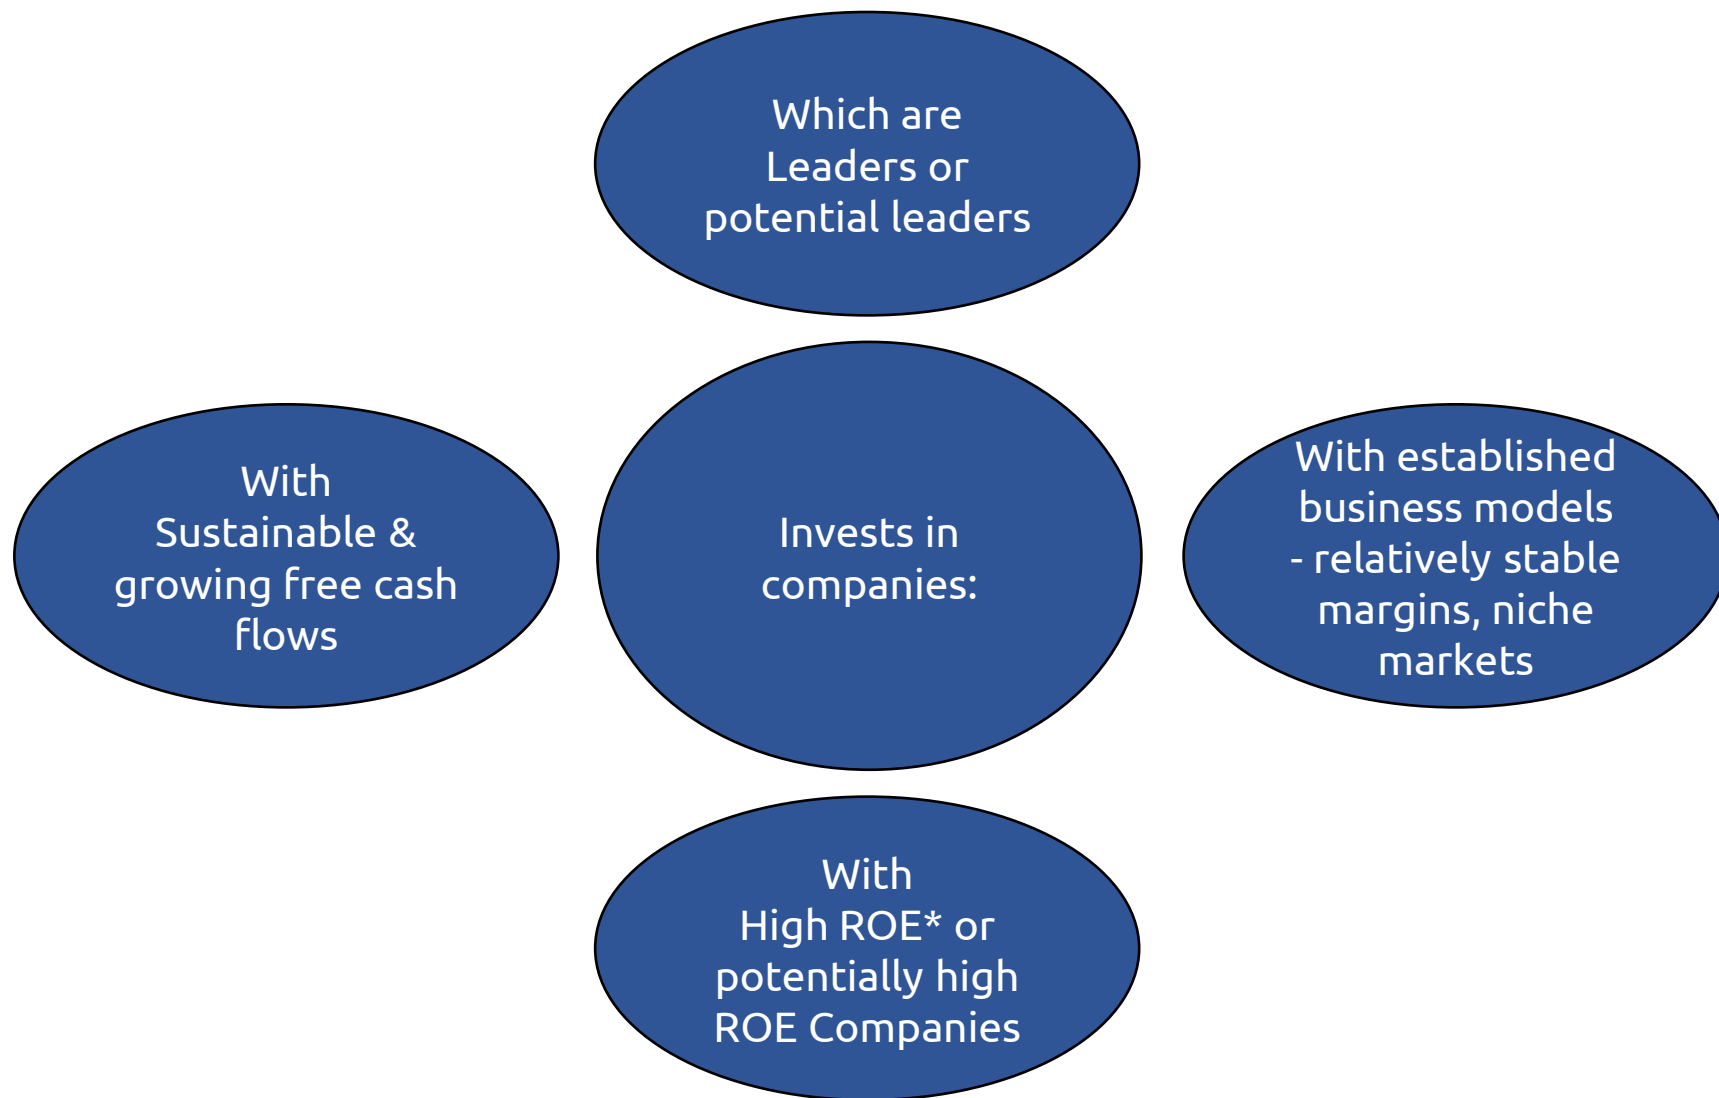 Which are
Leaders or
potential leaders
With
Sustainable &
growing free cash
flows
Invests in
companies:
With established
business models
- relatively stable
margins, niche
markets
With
High ROE* or
potentially high
ROE Companies